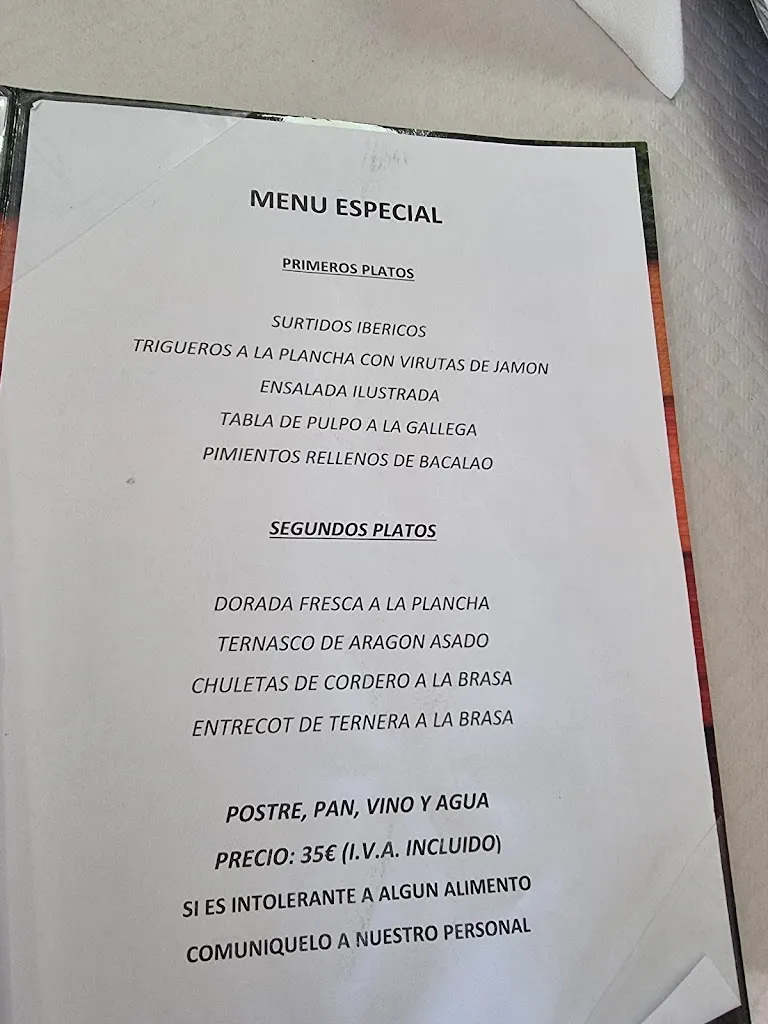 MENU ESPECIAL
PRIMEROS PLATOS
SURTIDOS IBERICOS
TRIGUEROS A LA PLANCHA CON VIRUTAS DE JAMON
ENSALADA ILUSTRADA
TABLA DE PULPO A LA GALLEGA
PIMIENTOS RELLENOS DE BACALAO
SEGUNDOS PLATOS
DORADA FRESCA A LA PLANCHA
TERNASCO DE ARAGON ASADO
CHULETAS DE CORDERO A LA BRASA
ENTRECOT DE TERNERA A LA BRASA
POSTRE, PAN, VINO Y AGUA
PRECIO: 35€ (I.V.A. INCLUIDO)
SI ES INTOLERANTE A ALGUN ALIMENTO
COMUNIQUELO A NUESTRO PERSONAL